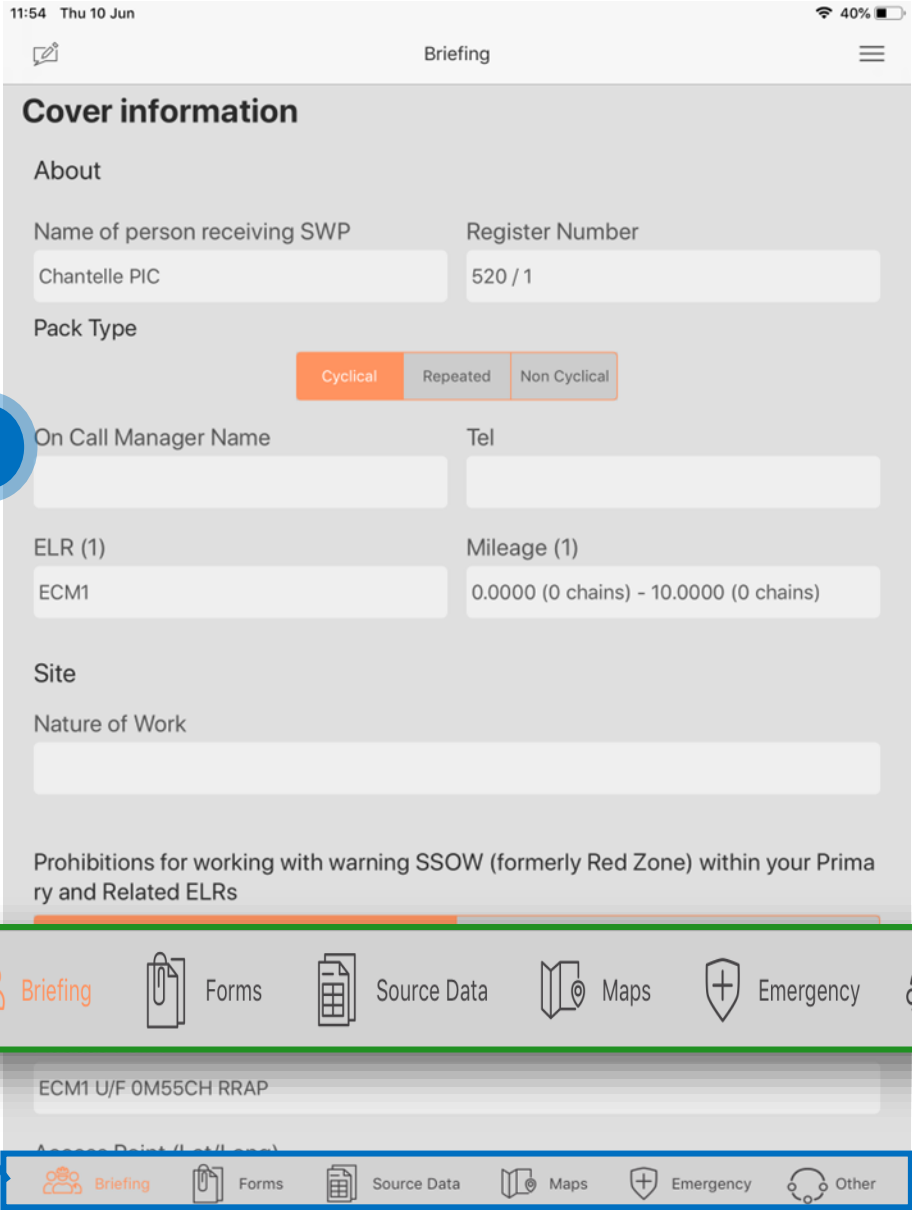 11:54 Thu 10 Jun 40%
Briefing
Cover information
About
Name of person receiving SWP Register Number
Chantelle PIC 520 / 1
Pack Type
Cyclical Repeated Non Cyclical
On Call Manager Name Tel
ELR (1) Mileage (1)
ECM1 0.0000 (0 chains) - 10.0000 (0 chains)
Site
Nature of Work
Prohibitions for working with warning SSOW (formerly Red Zone) within your Prima
ry and Related ELRs
Briefing Forms Source Data Maps Emergency
ECM1 U/F 0M55CH RRAP
Access Point (Lat/Long)
Briefing Forms Source Data Maps Emergency Other